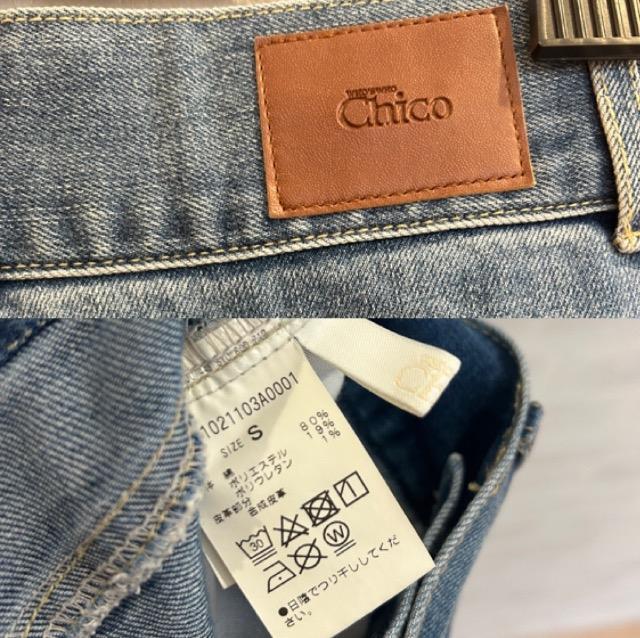 WHO'S WHO
Chico
1021103A0001
SIZE S
綿 80%
ポリエステル 19%
ポリウレタン 1%
皮革部分 合成皮革
30
W
●日陰でつり干ししてくだ
さい。